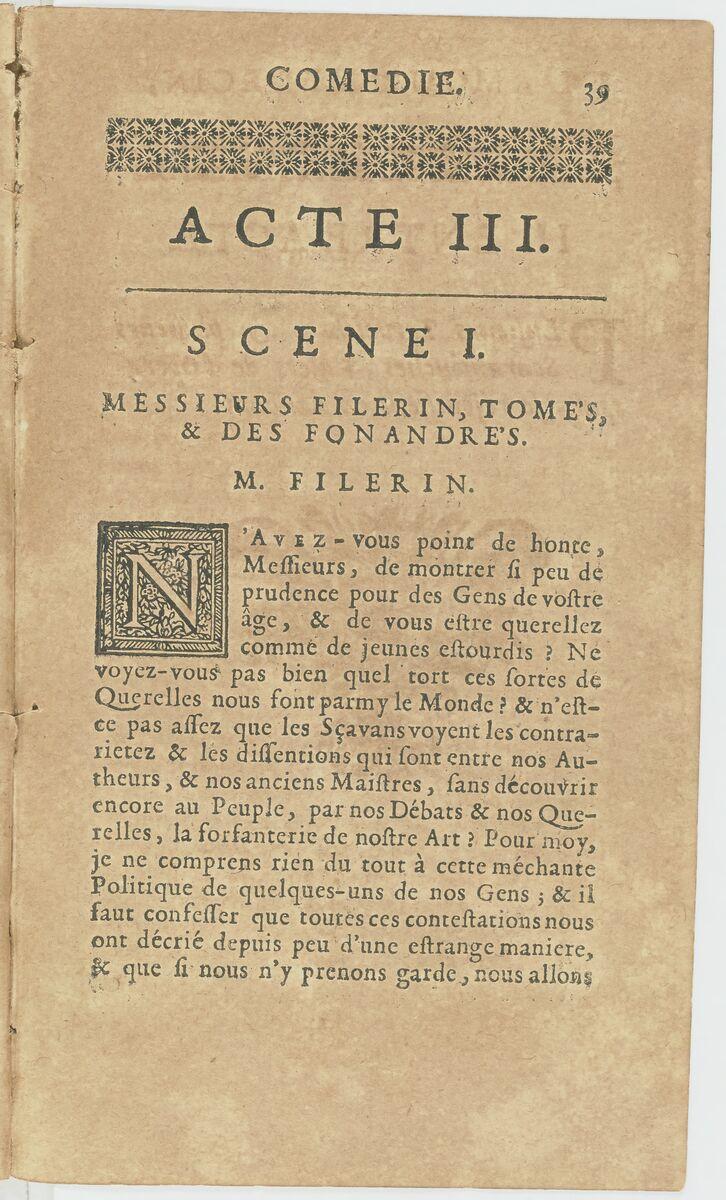 COMEDIE. 39
ACTE III.
SCENE I.
MESSIEURS FILERIN, TOME'S,
& DES FONANDRE'S.
M. FILERIN.
N'AVEZ-vous point de honte,
Meſſieurs, de montrer ſi peu de
prudence pour des Gens de voſtre
âge, & de vous eſtre querellez
comme de jeunes eſtourdis ? Ne
voyez-vous pas bien quel tort ces ſortes de
Querelles nous font parmy le Monde ? & n'eſt-
ce pas aſſez que les Sçavans voyent les contra-
rietez & les diſſentions qui ſont entre nos Au-
theurs, & nos anciens Maiſtres, ſans découvrir
encore au Peuple, par nos Débats & nos Que-
relles, la forfanterie de noſtre Art ? Pour moy,
je ne comprens rien du tout à cette méchante
Politique de quelques-uns de nos Gens ; & il
faut confeſſer que toutes ces conteſtations nous
ont décrié depuis peu d'une eſtrange maniere,
& que ſi nous n'y prenons garde, nous allons